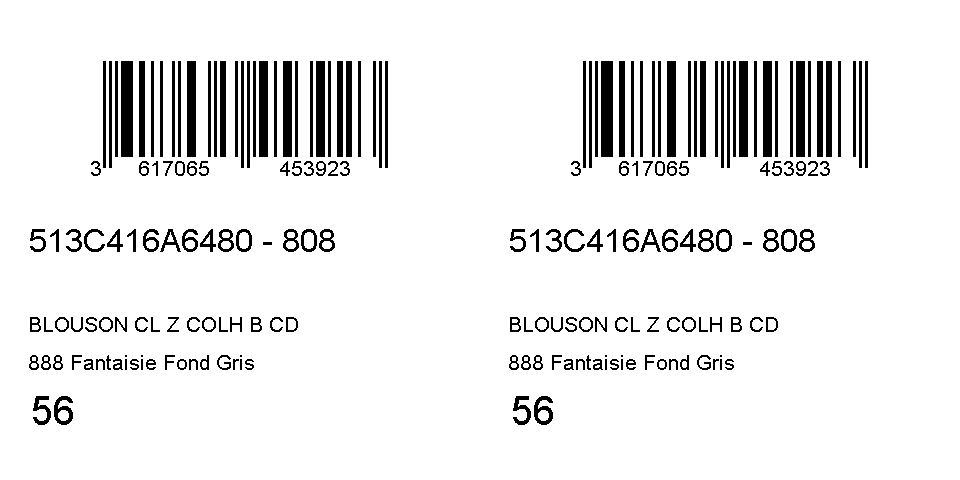 3 617065 453923
513C416A6480 - 808
BLOUSON CL Z COLH B CD
888 Fantaisie Fond Gris
56
3 617065 453923
513C416A6480 - 808
BLOUSON CL Z COLH B CD
888 Fantaisie Fond Gris
56